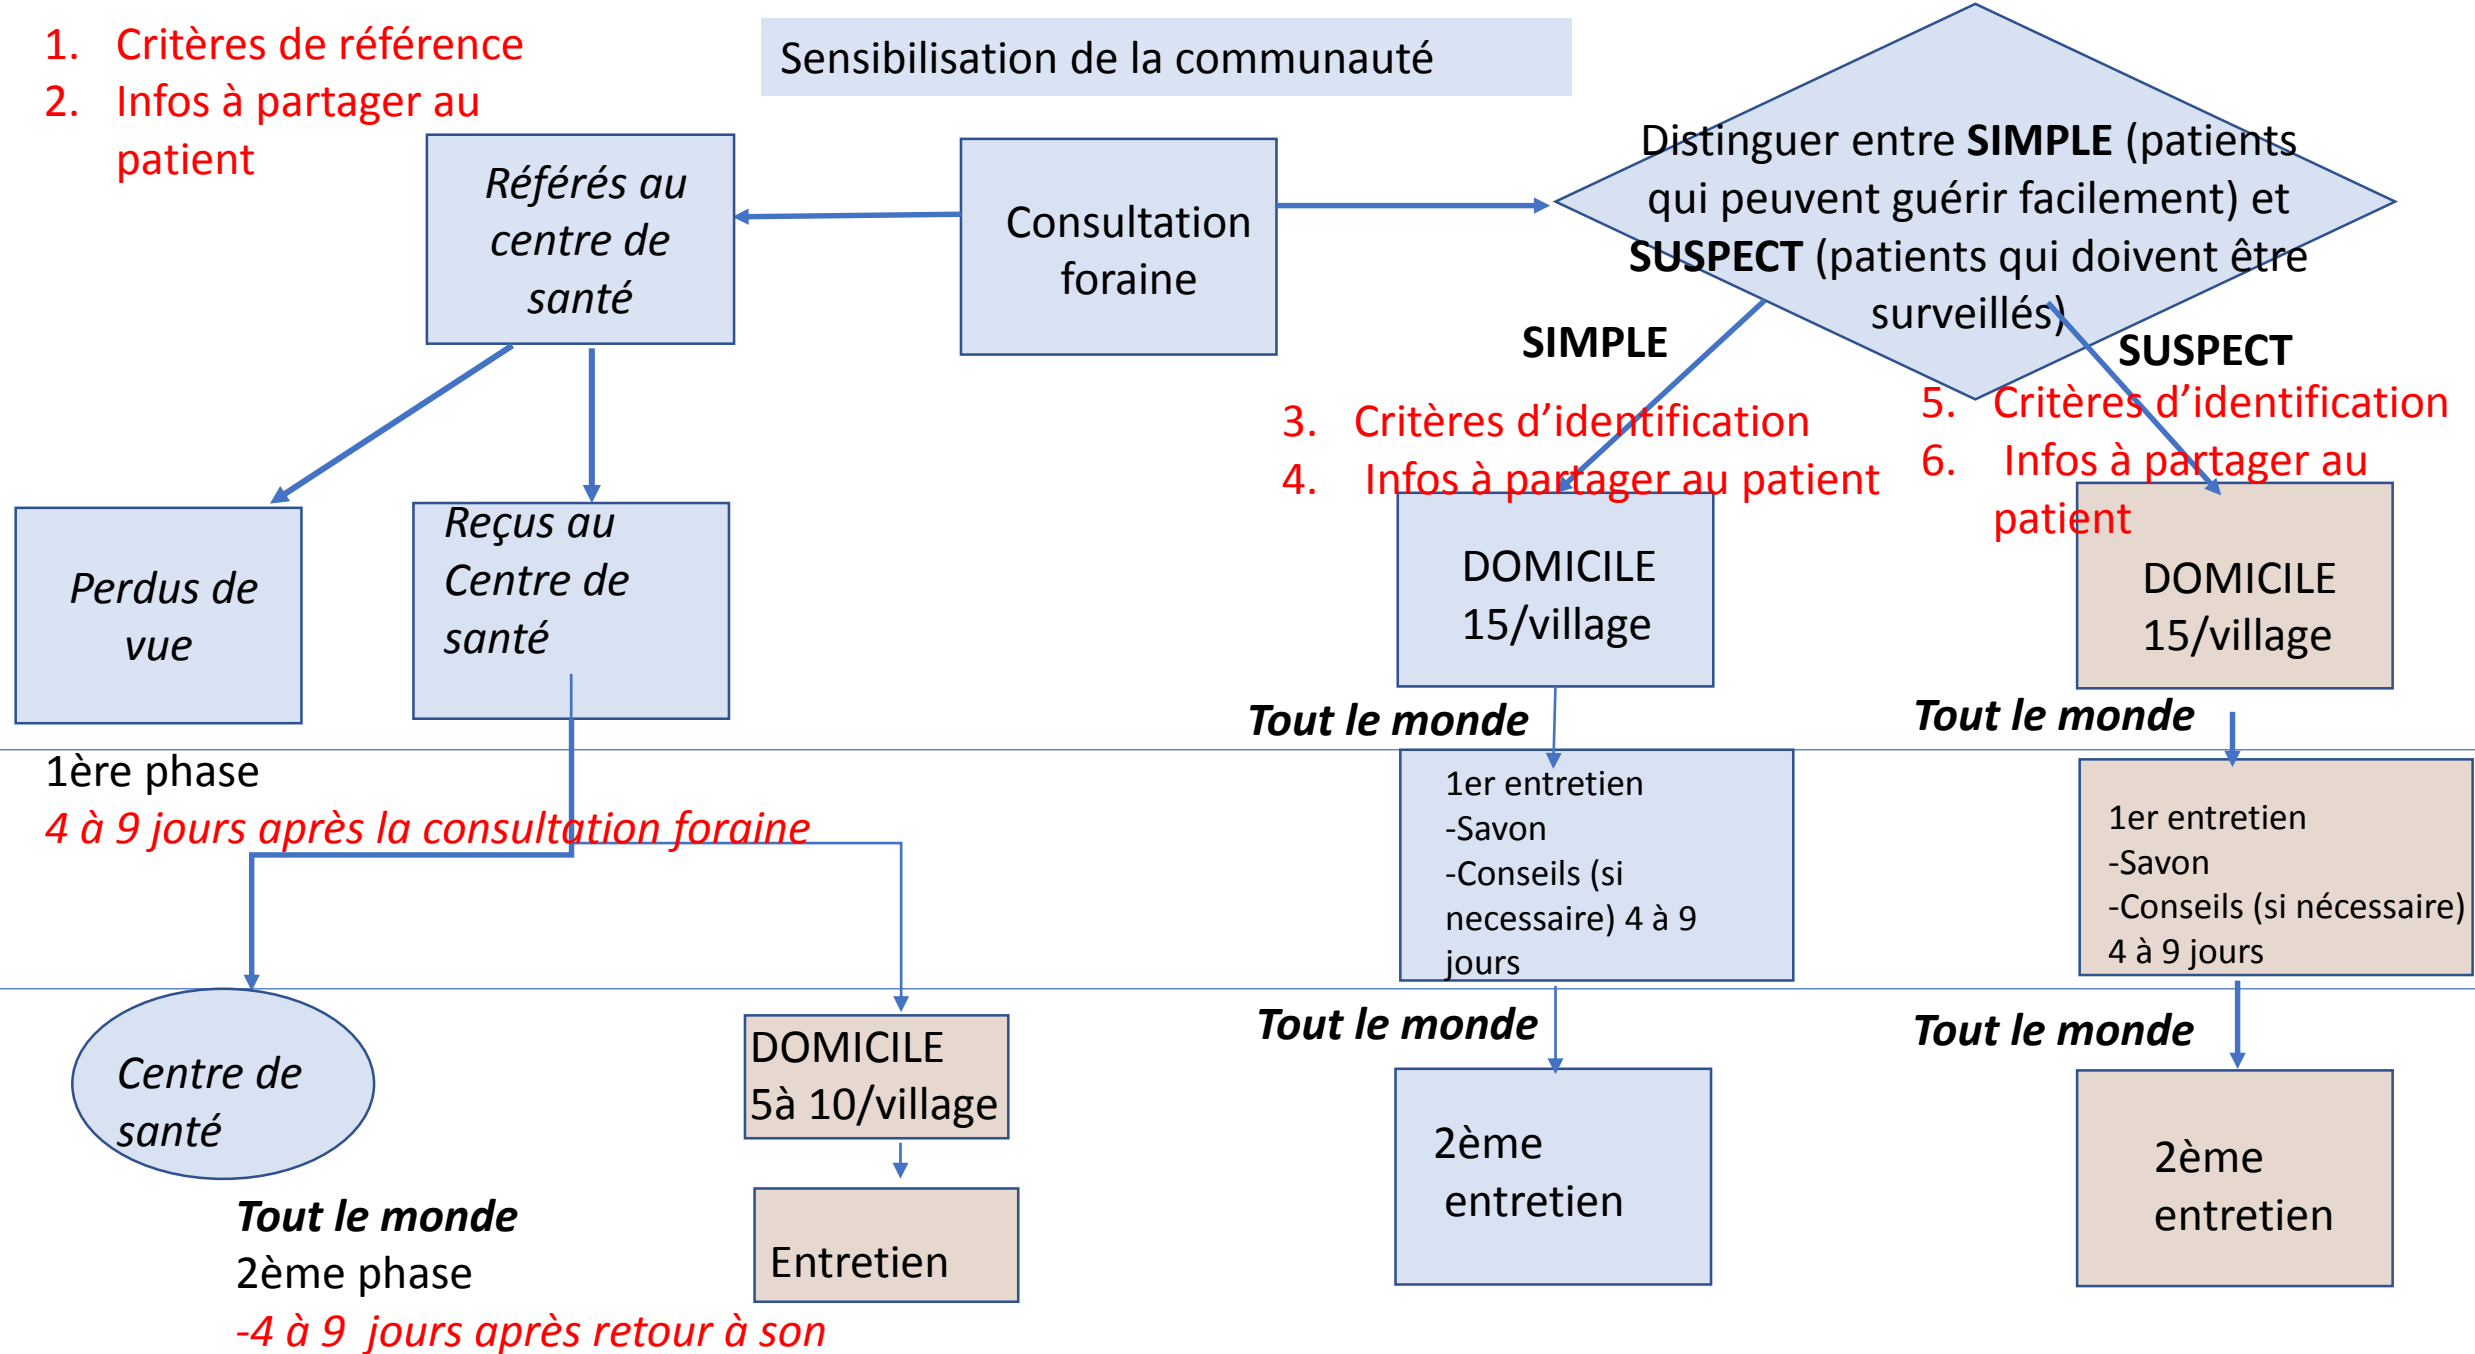 1. Critères de référence
2. Infos à partager au
patient
Sensibilisation de la communauté
Référés au
centre de
santé
Consultation
foraine
Distinguer entre SIMPLE (patients
qui peuvent guérir facilement) et
SUSPECT (patients qui doivent être
surveillés)
SIMPLE
SUSPECT
3. Critères d’identification
4. Infos à partager au patient
5. Critères d’identification
6. Infos à partager au
patient
Perdus de
vue
Reçus au
Centre de
santé
DOMICILE
15/village
DOMICILE
15/village
Tout le monde
Tout le monde
1ère phase
4 à 9 jours après la consultation foraine
1er entretien
-Savon
-Conseils (si
necessaire) 4 à 9
jours
1er entretien
-Savon
-Conseils (si nécessaire)
4 à 9 jours
Centre de
santé
DOMICILE
5à 10/village
Tout le monde
Tout le monde
Entretien
2ème
entretien
2ème
entretien
Tout le monde
2ème phase
-4 à 9 jours après retour à son